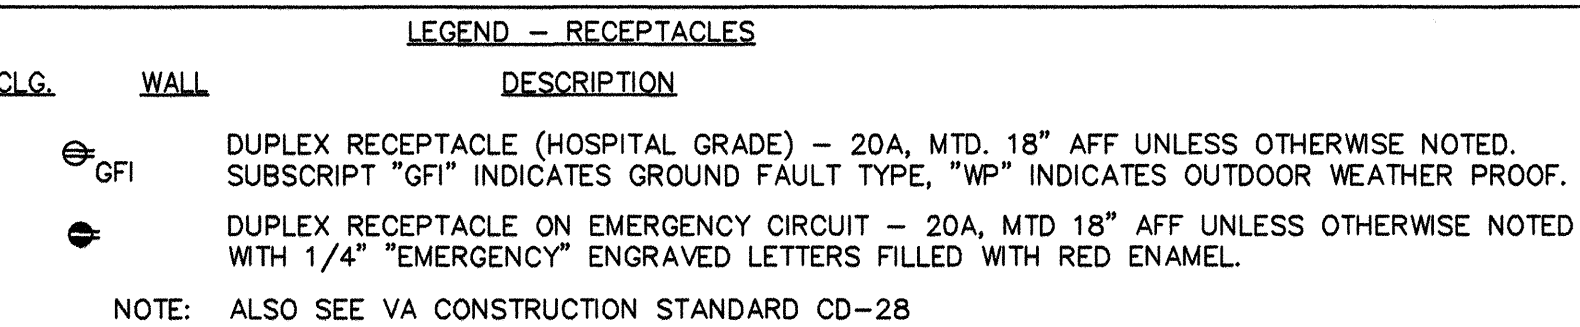 LEGEND – RECEPTACLES
CLG. WALL DESCRIPTION
GFI DUPLEX RECEPTACLE (HOSPITAL GRADE) – 20A, MTD. 18" AFF UNLESS OTHERWISE NOTED.
SUBSCRIPT "GFI" INDICATES GROUND FAULT TYPE, "WP" INDICATES OUTDOOR WEATHER PROOF.
DUPLEX RECEPTACLE ON EMERGENCY CIRCUIT – 20A, MTD 18" AFF UNLESS OTHERWISE NOTED
WITH 1/4" "EMERGENCY" ENGRAVED LETTERS FILLED WITH RED ENAMEL.
NOTE: ALSO SEE VA CONSTRUCTION STANDARD CD-28